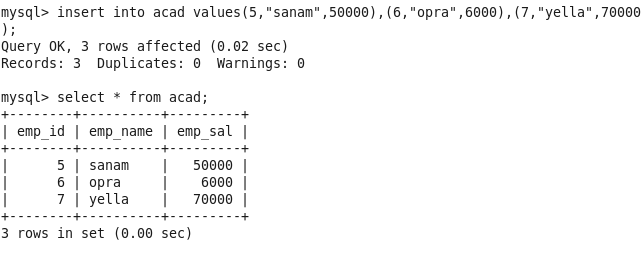 mysql> insert into acad values(5,"sanam",50000),(6,"opra",6000),(7,"yella",70000
);
Query OK, 3 rows affected (0.02 sec)
Records: 3  Duplicates: 0  Warnings: 0

mysql> select * from acad;
+--------+----------+---------+
| emp_id | emp_name | emp_sal |
+--------+----------+---------+
|      5 | sanam    |   50000 |
|      6 | opra     |    6000 |
|      7 | yella    |   70000 |
+--------+----------+---------+
3 rows in set (0.00 sec)